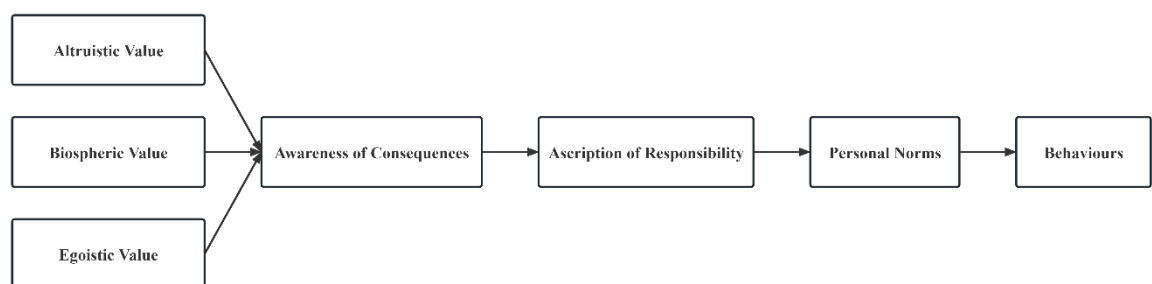 Altruistic Value
Biospheric Value
Egoistic Value
Awareness of Consequences
Ascription of Responsibility
Personal Norms
Behaviours